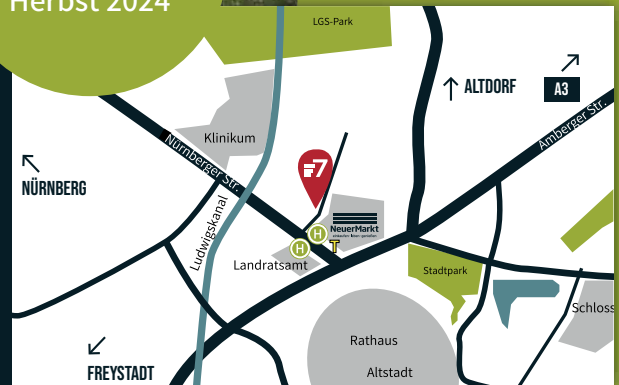 Herbst 2024
LGS-Park
ALTDORF
A3
Amberger Str.
Klinikum
Nürnberger Str.
F7
NÜRNBERG
Ludwigskanal
NeuerMarkt
H
H
T
Landratsamt
Stadtpark
Schloss
Rathaus
Altstadt
FREYSTADT